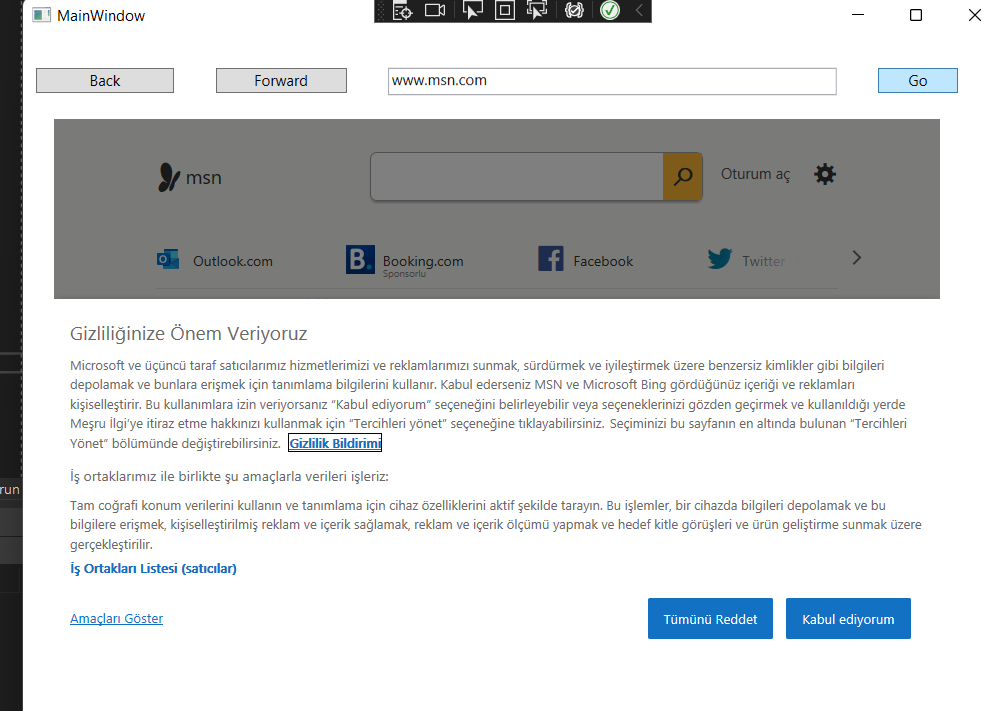 MainWindow
Back
Forward
www.msn.com
Go
msn
Oturum aç
Outlook.com
B.
Booking.com
Sponsorlu
Facebook
Twitter
Gizliliğinize Önem Veriyoruz
Microsoft ve üçüncü taraf satıcılarımız hizmetlerimizi ve reklamlarımızı sunmak, sürdürmek ve iyileştirmek üzere benzersiz kimlikler gibi bilgileri
depolamak ve bunlara erişmek için tanımlama bilgilerini kullanır. Kabul ederseniz MSN ve Microsoft Bing gördüğünüz içeriği ve reklamları
kişiselleştirir. Bu kullanımlara izin veriyorsanız “Kabul ediyorum” seçeneğini belirleyebilir veya seçeneklerinizi gözden geçirmek ve kullanıldığı yerde
Meşru İlgi’ye itiraz etme hakkınızı kullanmak için “Tercihleri yönet” seçeneğine tıklayabilirsiniz. Seçiminizi bu sayfanın en altında bulunan “Tercihleri
Yönet” bölümünde değiştirebilirsiniz. Gizlilik Bildirimi
İş ortaklarımız ile birlikte şu amaçlarla verileri işleriz:
Tam coğrafi konum verilerini kullanın ve tanımlama için cihaz özelliklerini aktif şekilde tarayın. Bu işlemler, bir cihazda bilgileri depolamak ve bu
bilgilere erişmek, kişiselleştirilmiş reklam ve içerik sağlamak, reklam ve içerik ölçümü yapmak ve hedef kitle görüşleri ve ürün geliştirme sunmak üzere
gerçekleştirilir.
İş Ortakları Listesi (satıcılar)
Amaçları Göster
Tümünü Reddet
Kabul ediyorum
run